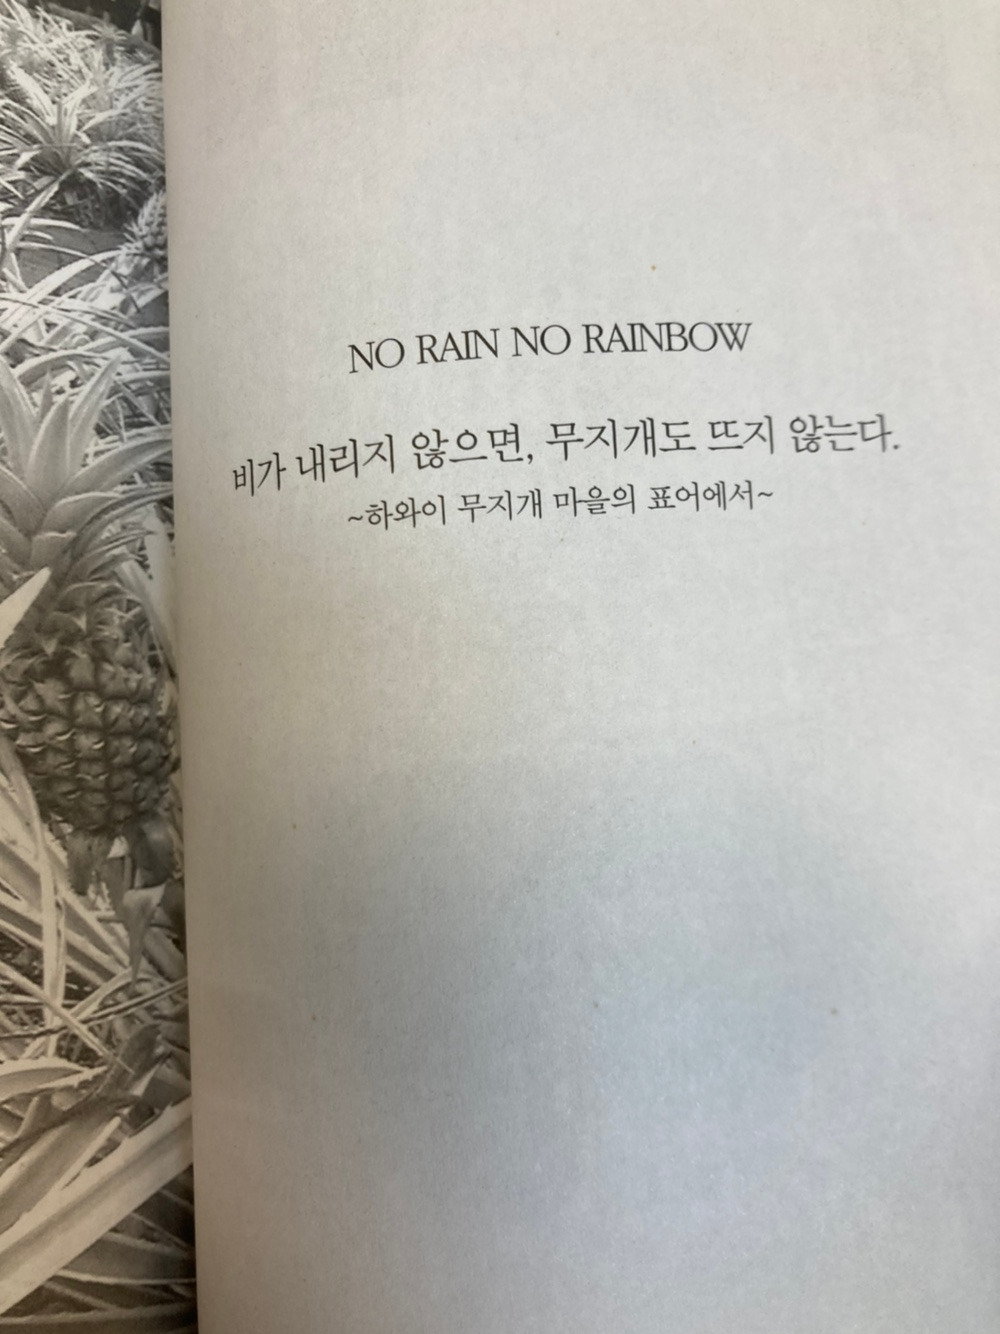 NO RAIN NO RAINBOW
비가 내리지 않으면, 무지개도 뜨지 않는다.
~하와이 무지개 마을의 표어에서~